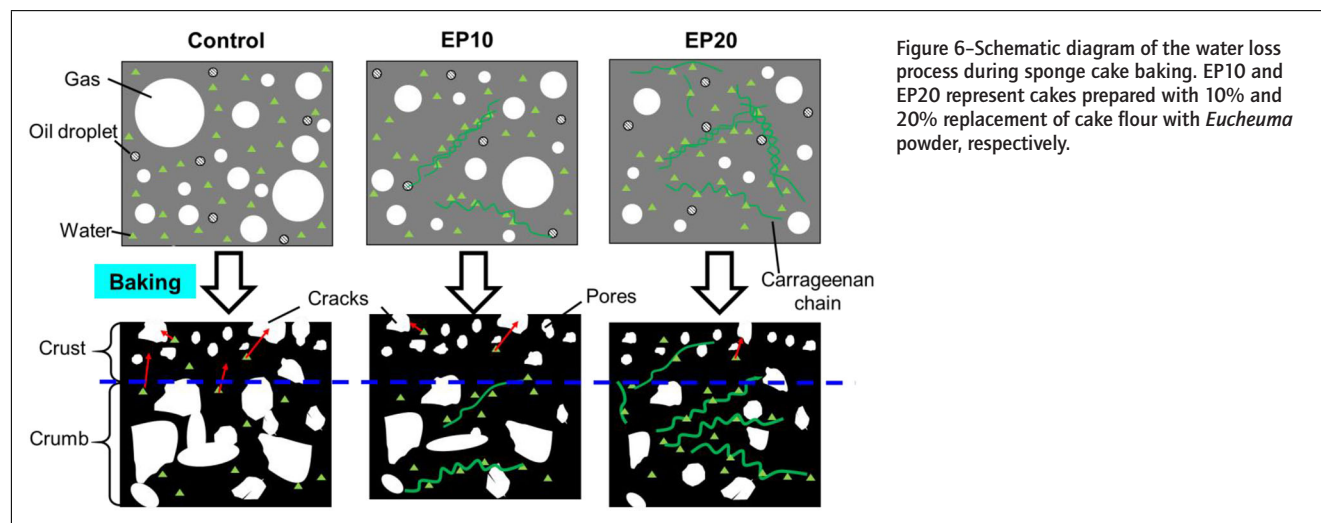 Control
EP10
EP20
Gas
Oil droplet
Water
Carrageenan
chain
Baking
Cracks
Pores
Crust
Crumb
Figure 6–Schematic diagram of the water loss
process during sponge cake baking. EP10 and
EP20 represent cakes prepared with 10% and
20% replacement of cake flour with Eucheuma
powder, respectively.